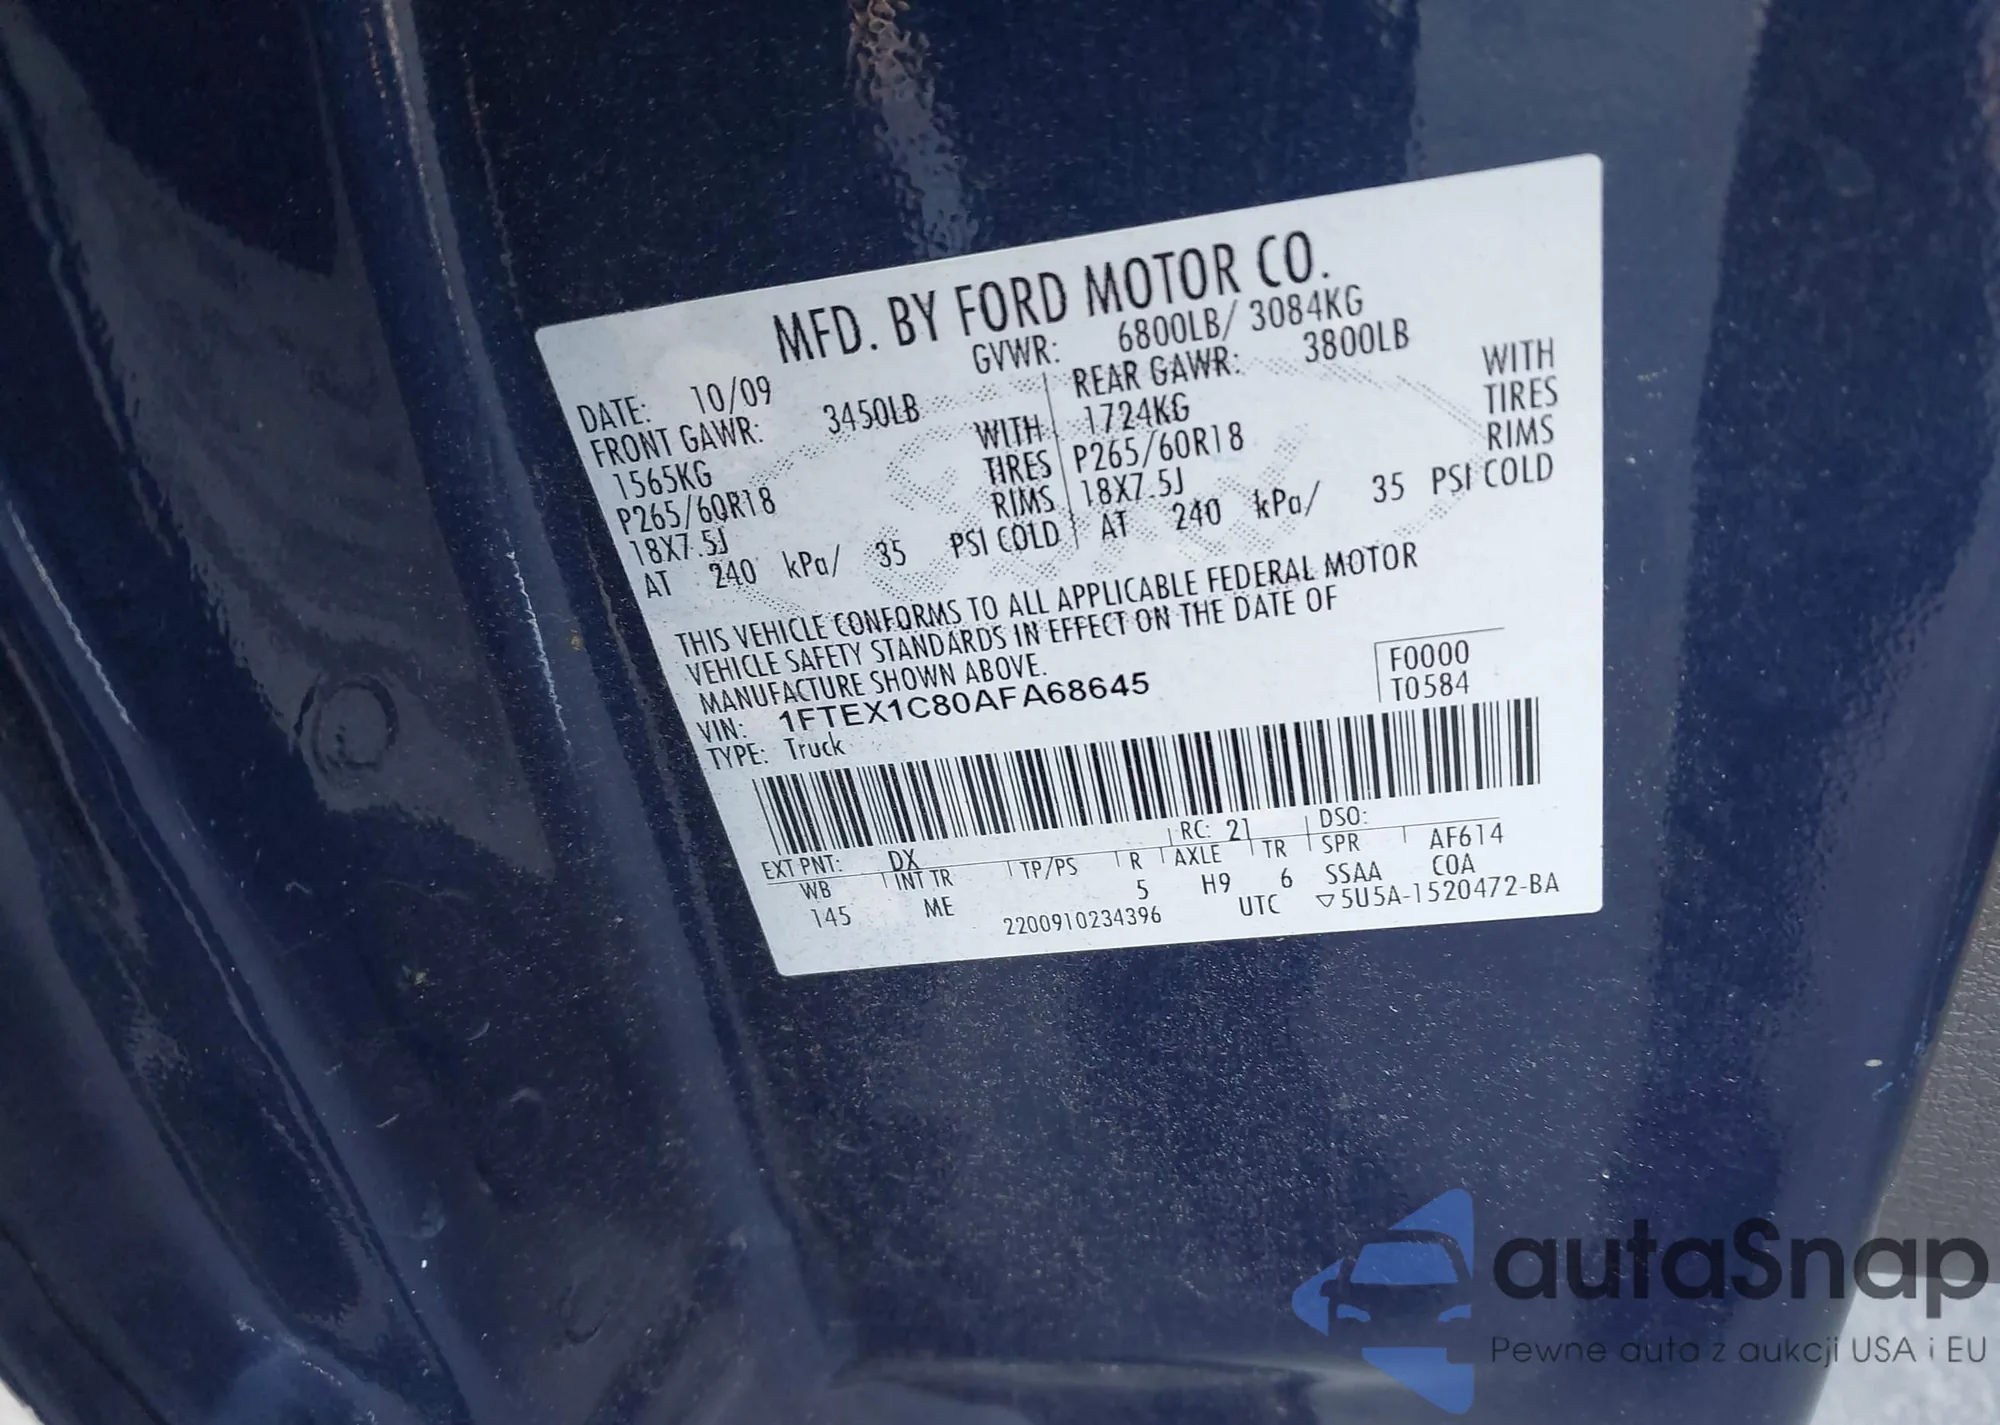 MFD. BY FORD MOTOR CO.
DATE: 10/09 GVWR: 6800LB/ 3084KG
FRONT GAWR: 3450LB REAR GAWR: 3800LB
1565KG WITH 1724KG WITH
P265/60R18 TIRES P265/60R18 TIRES
18X7.5J RIMS 18X7.5J RIMS
AT 240 kPa/ 35 PSI COLD AT 240 kPa/ 35 PSI COLD
THIS VEHICLE CONFORMS TO ALL APPLICABLE FEDERAL MOTOR
VEHICLE SAFETY STANDARDS IN EFFECT ON THE DATE OF
MANUFACTURE SHOWN ABOVE.
VIN: 1FTEX1C80AFA68645 F0000
TYPE: Truck T0584
EXT PNT: DX RC: 21 DSO:
WB INT TR TP/PS R AXLE TR SPR AF614
145 ME 5 H9 6 SSAA COA
2200910234396 UTC ▽5U5A-1520472-BA
autaSnap
Pewne auta z aukcji USA i EU